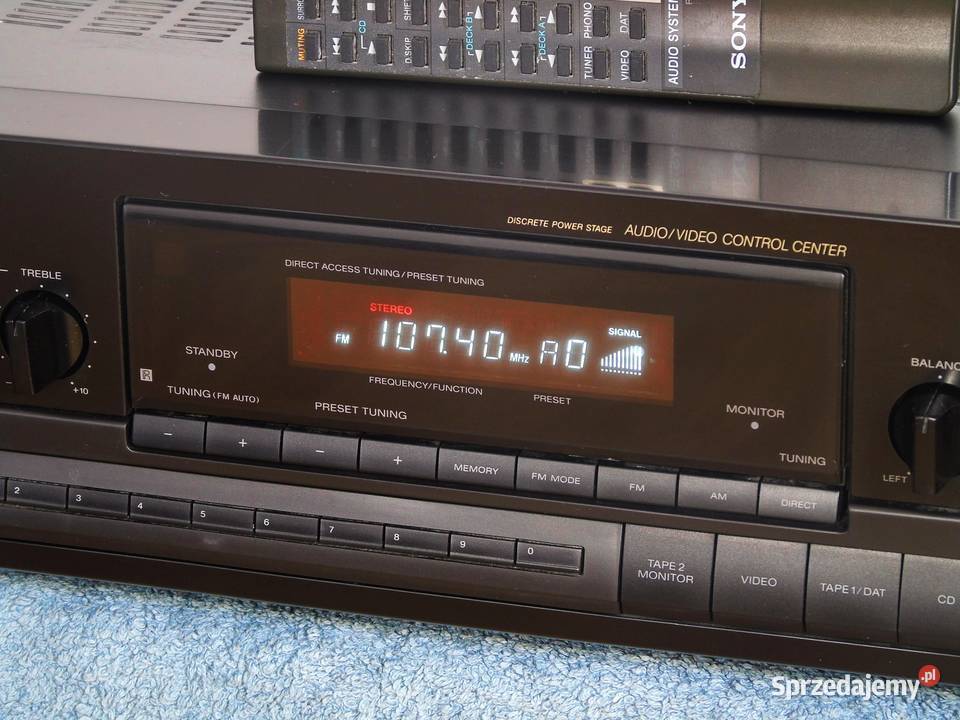 SURRO
SHIFT
PHONO
DAT
MUTING
CD
D.SKIP
DECK B
DECK A
TUNER
VIDEO
AUDIO SYSTEM
SONY
DISCRETE POWER STAGE AUDIO/VIDEO CONTROL CENTER
TREBLE
+10
DIRECT ACCESS TUNING/PRESET TUNING
STEREO
FM 107.40 MHz A0
SIGNAL
STANDBY
FREQUENCY/FUNCTION
PRESET
BALANC
LEFT
TUNING (FM AUTO)
PRESET TUNING
MONITOR
TUNING
− + − + MEMORY FM MODE FM AM DIRECT
2 3 4 5 6 7 8 9 0
TAPE 2
MONITOR
VIDEO
TAPE 1/DAT
CD
Sprzedajemy.pl